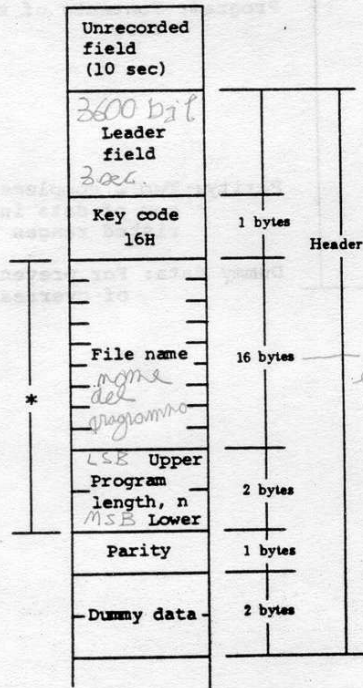 Unrecorded
field
(10 sec)
3600 bit
Leader
field
3 sec.
Key code
16H
1 bytes
Header
File name
nome
del
programma
16 bytes
*
LSB Upper
Program
length, n
MSB Lower
2 bytes
Parity
1 bytes
Dummy data
2 bytes